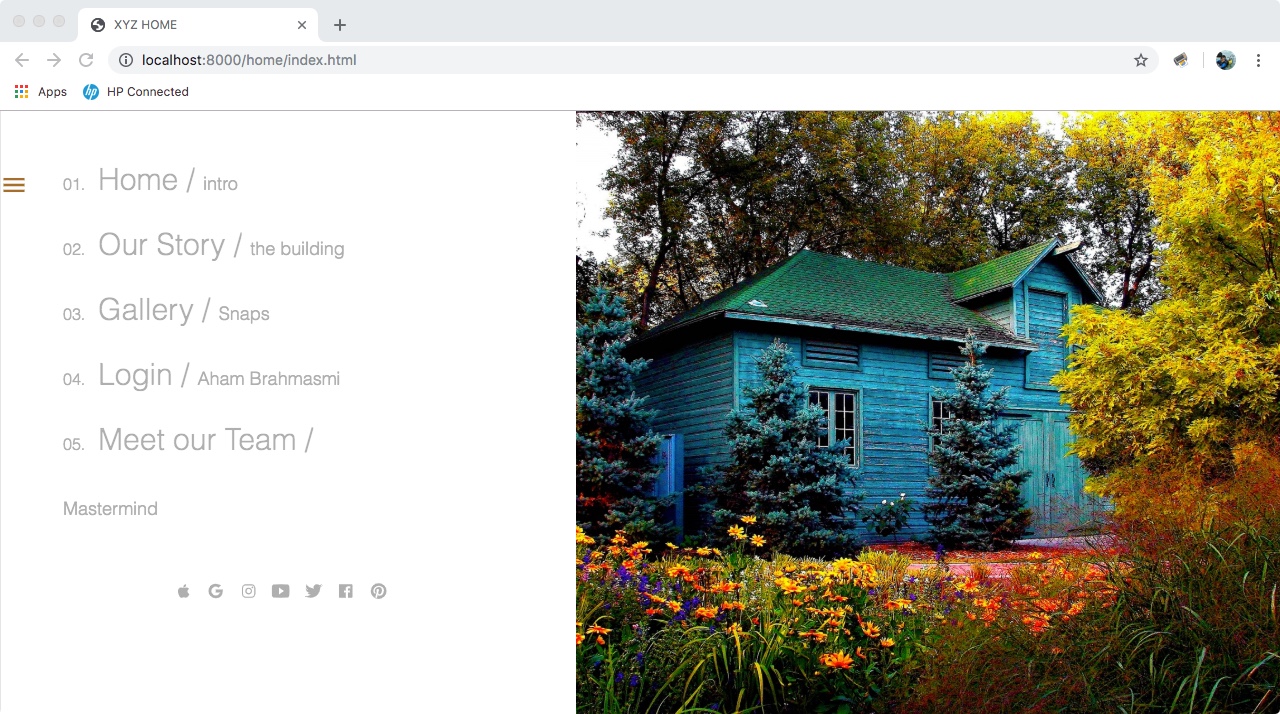 XYZ HOME
localhost:8000/home/index.html
Apps
hp HP Connected
01. Home / intro
02. Our Story / the building
03. Gallery / Snaps
04. Login / Aham Brahmasmi
05. Meet our Team /
Mastermind